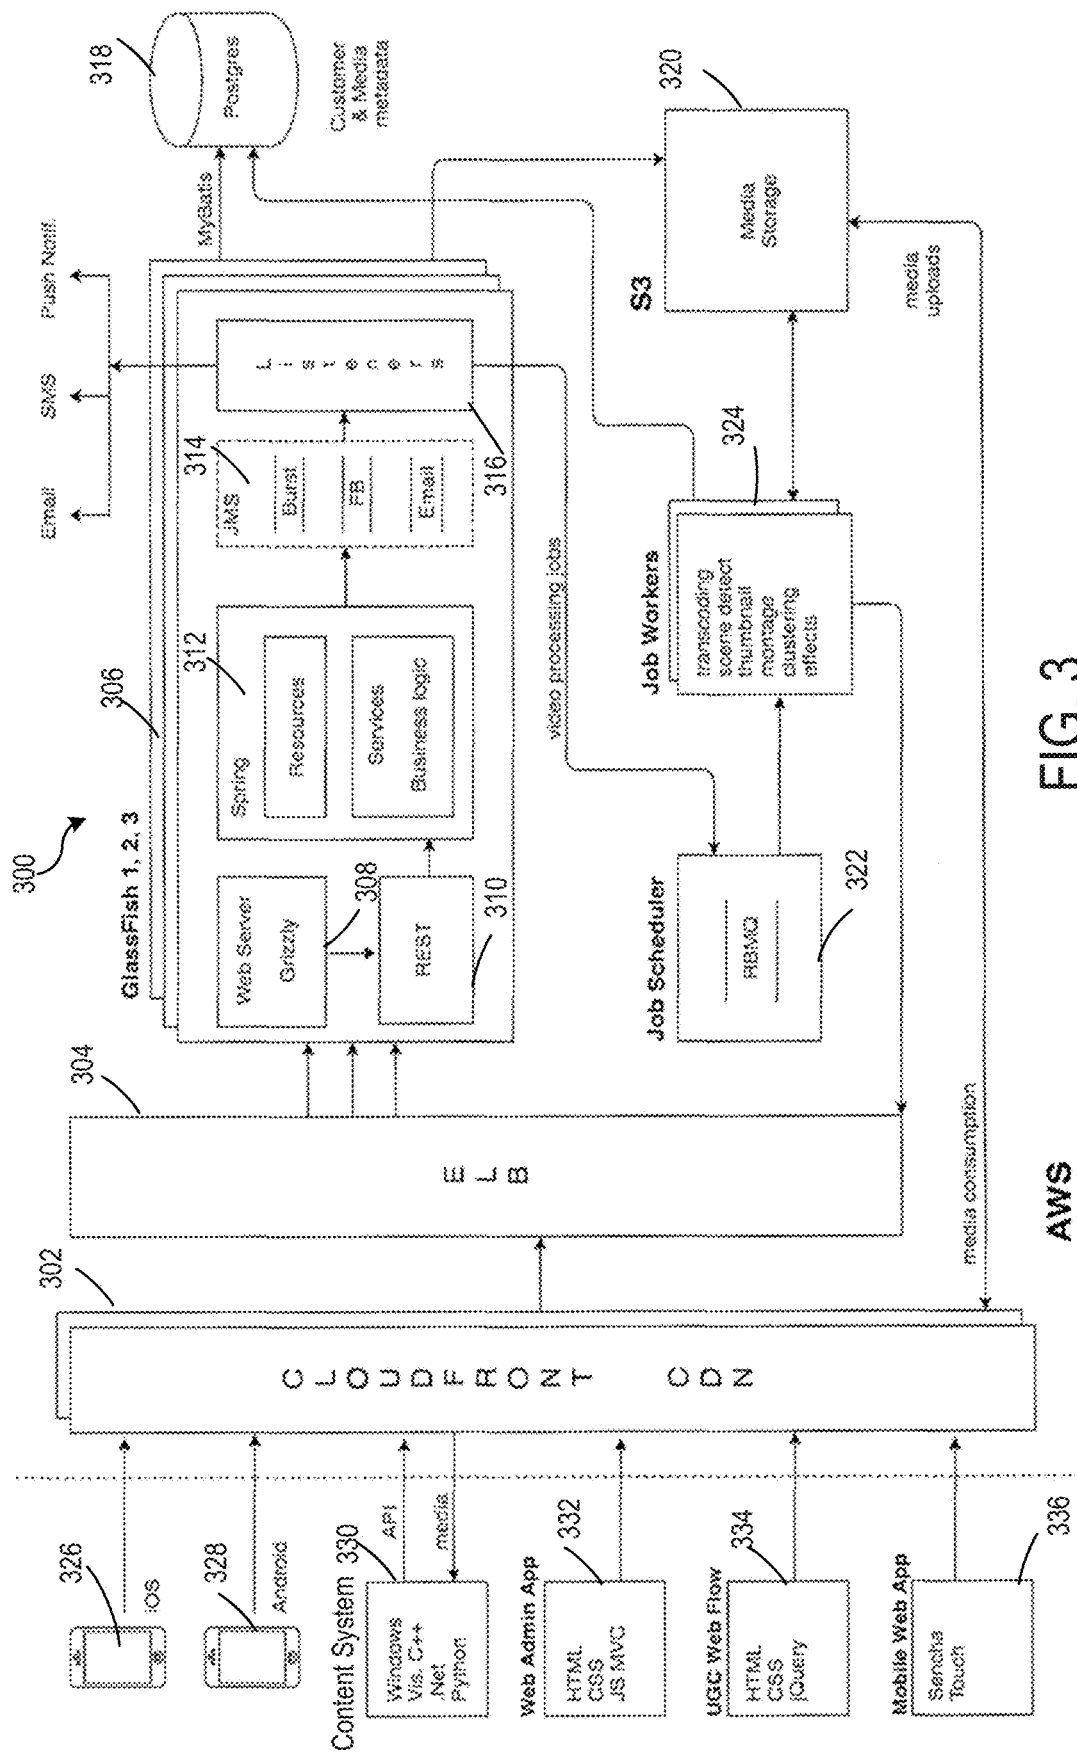 300
326
iOS
328
Android
Content System
330
Windows
Vis. C++
.Net
Python
API
media
Web Admin App
332
HTML
CSS
JS MVC
UGC Web Flow
334
HTML
CSS
jQuery
Mobile Web App
336
Sencha
Touch
302
CLOUDFRONT CDN
304
ELB
GlassFish 1, 2, 3
306
Web Server
Grizzly
308
REST
310
Spring
312
Resources
Services
Business logic
JMS
314
Burst
FB
Email
Listeners
316
Email
SMS
Push Notif.
MyBatis
318
Postgres
Customer
& Media
metadata
video processing jobs
Job Scheduler
RBMQ
322
Job Workers
324
transcoding
scene detect
thumbnail
montage
clustering
effects
S3
320
Media
Storage
media
uploads
media consumption
AWS
FIG. 3